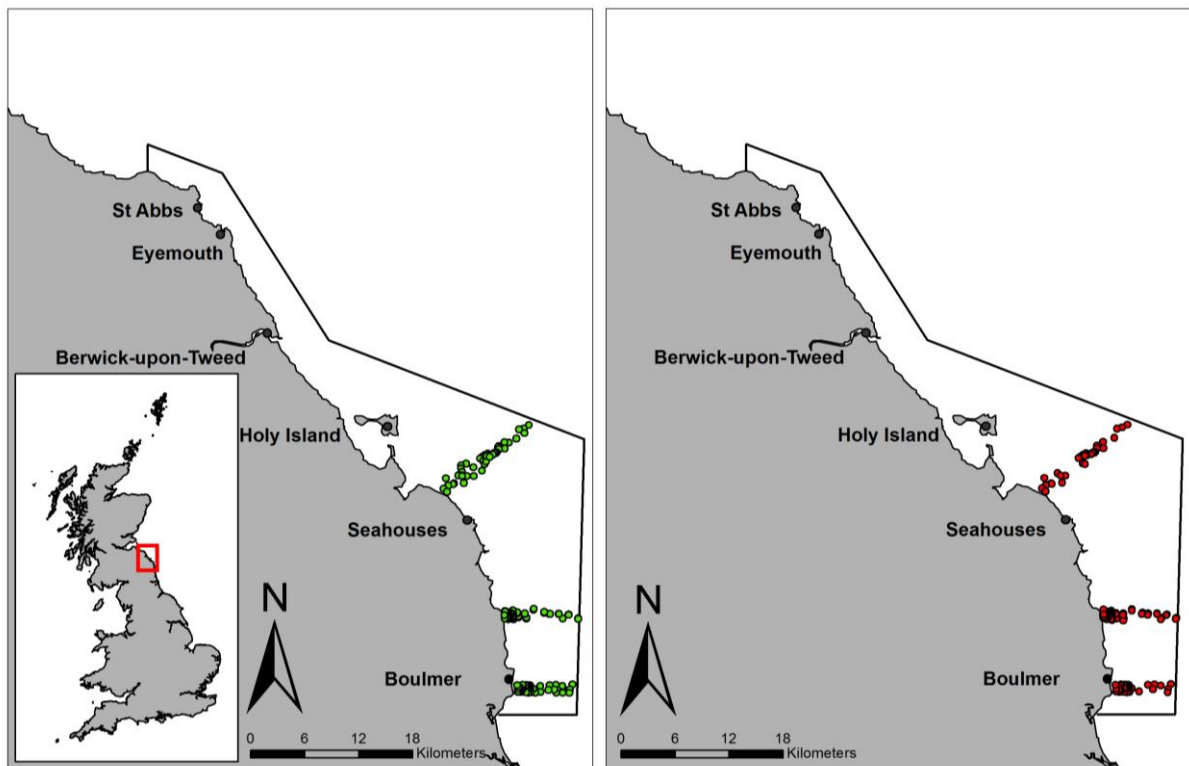 St Abbs
Eyemouth
Berwick-upon-Tweed
Holy Island
Seahouses
N
Boulmer
0 6 12 18
Kilometers
St Abbs
Eyemouth
Berwick-upon-Tweed
Holy Island
Seahouses
N
Boulmer
0 6 12 18
Kilometers